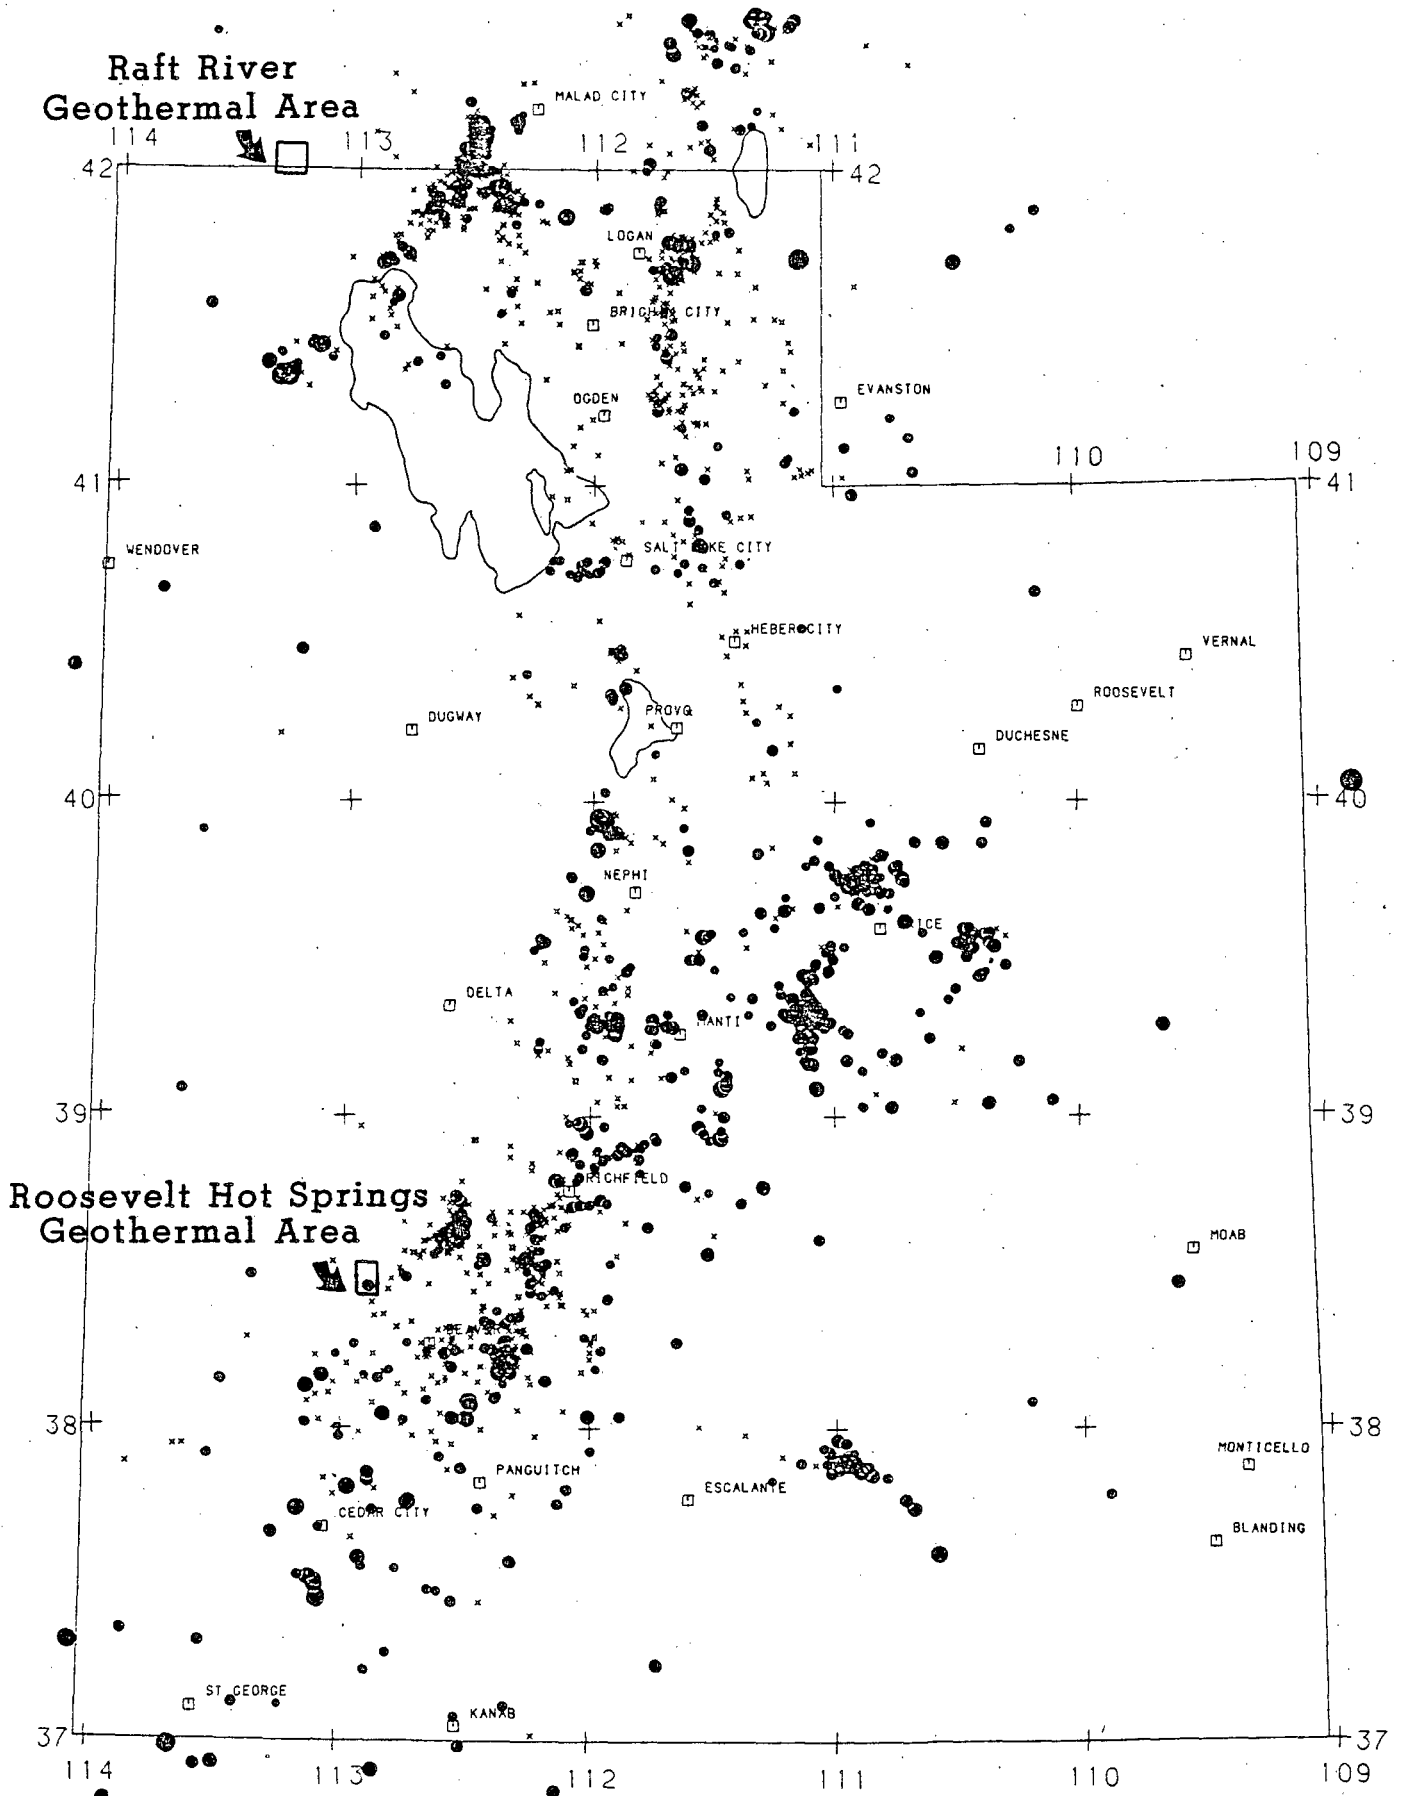 Raft River
Geothermal Area
MALAD CITY
114
113
112
111
42
42
LOGAN
BRIGHAM CITY
EVANSTON
OGDEN
110
109
41
41
WENDOVER
SALT LAKE CITY
HEBER CITY
VERNAL
ROOSEVELT
DUGWAY
PROVO
DUCHESNE
40
40
NEPHI
ICE
DELTA
MANTI
39
39
RICHFIELD
Roosevelt Hot Springs
Geothermal Area
MOAB
BEAVER
38
38
MONTICELLO
PANGUITCH
ESCALANTE
CEDAR CITY
BLANDING
ST GEORGE
KANAB
37
37
114
113
112
111
110
109